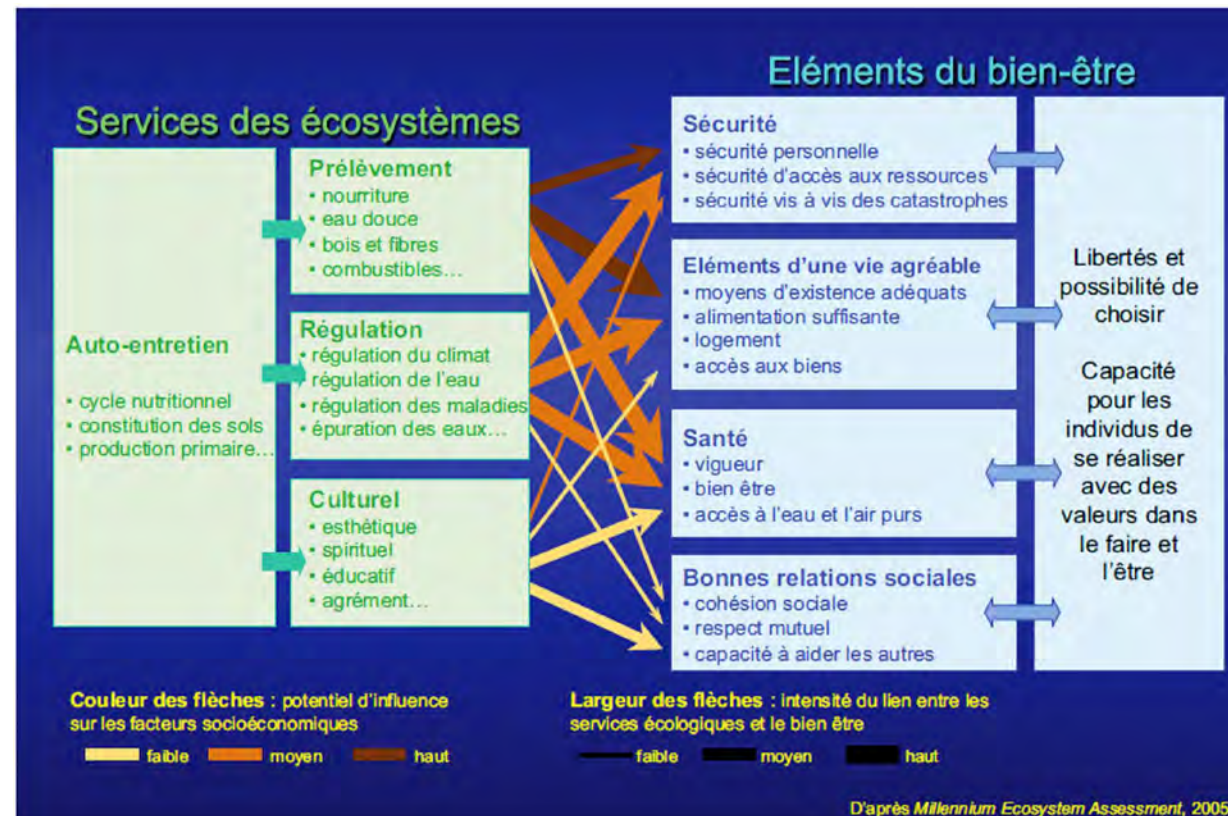 Services des écosystèmes
Auto-entretien
• cycle nutritionnel
• constitution des sols
• production primaire…
Prélèvement
• nourriture
• eau douce
• bois et fibres
• combustibles…
Régulation
• régulation du climat
• régulation de l'eau
• régulation des maladies
• épuration des eaux…
Culturel
• esthétique
• spirituel
• éducatif
• agrément…
Eléments du bien-être
Sécurité
• sécurité personnelle
• sécurité d'accès aux ressources
• sécurité vis à vis des catastrophes
Eléments d'une vie agréable
• moyens d'existence adéquats
• alimentation suffisante
• logement
• accès aux biens
Santé
• vigueur
• bien être
• accès à l'eau et l'air purs
Bonnes relations sociales
• cohésion sociale
• respect mutuel
• capacité à aider les autres
Libertés et
possibilité de
choisir
Capacité
pour les
individus de
se réaliser
avec des
valeurs dans
le faire et
l'être
Couleur des flèches : potentiel d'influence
sur les facteurs socioéconomiques
faible moyen haut
Largeur des flèches : intensité du lien entre les
services écologiques et le bien être
faible moyen haut
D'après Millennium Ecosystem Assessment, 2005